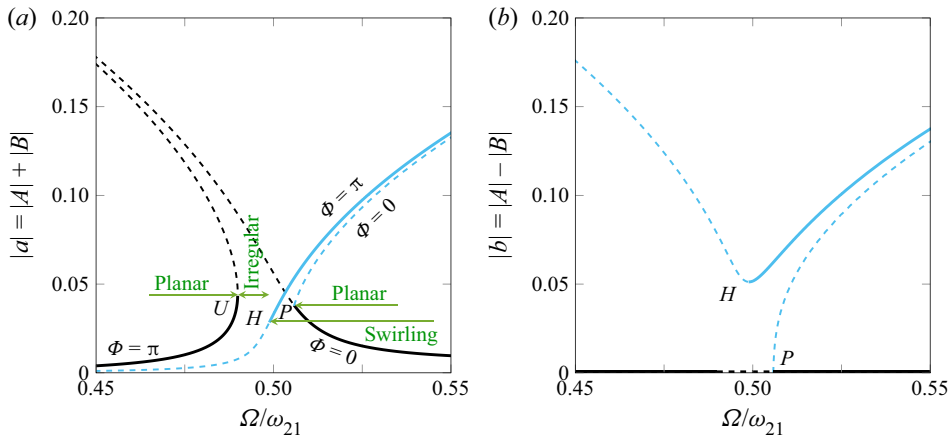 (a)
0.20
0.15
0.10
0.05
0
|a| = |A| + |B|
Φ = π
Φ = 0
Irregular
Planar
Planar
U
H
P
Swirling
Φ = π
Φ = 0
0.45
0.50
0.55
Ω/ω21
(b)
0.20
0.15
0.10
0.05
0
|b| = |A| − |B|
H
P
0.45
0.50
0.55
Ω/ω21